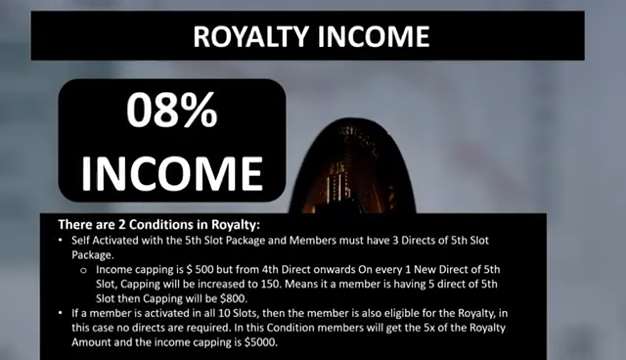 ROYALTY INCOME
08%
INCOME
There are 2 Conditions in Royalty:
• Self Activated with the 5th Slot Package and Members must have 3 Directs of 5th Slot
Package.
o Income capping is $ 500 but from 4th Direct onwards On every 1 New Direct of 5th
Slot, Capping will be increased to 150. Means it a member is having 5 direct of 5th
Slot then Capping will be $800.
• If a member is activated in all 10 Slots, then the member is also eligible for the Royalty, in
this case no directs are required. In this Condition members will get the 5x of the Royalty
Amount and the income capping is $5000.